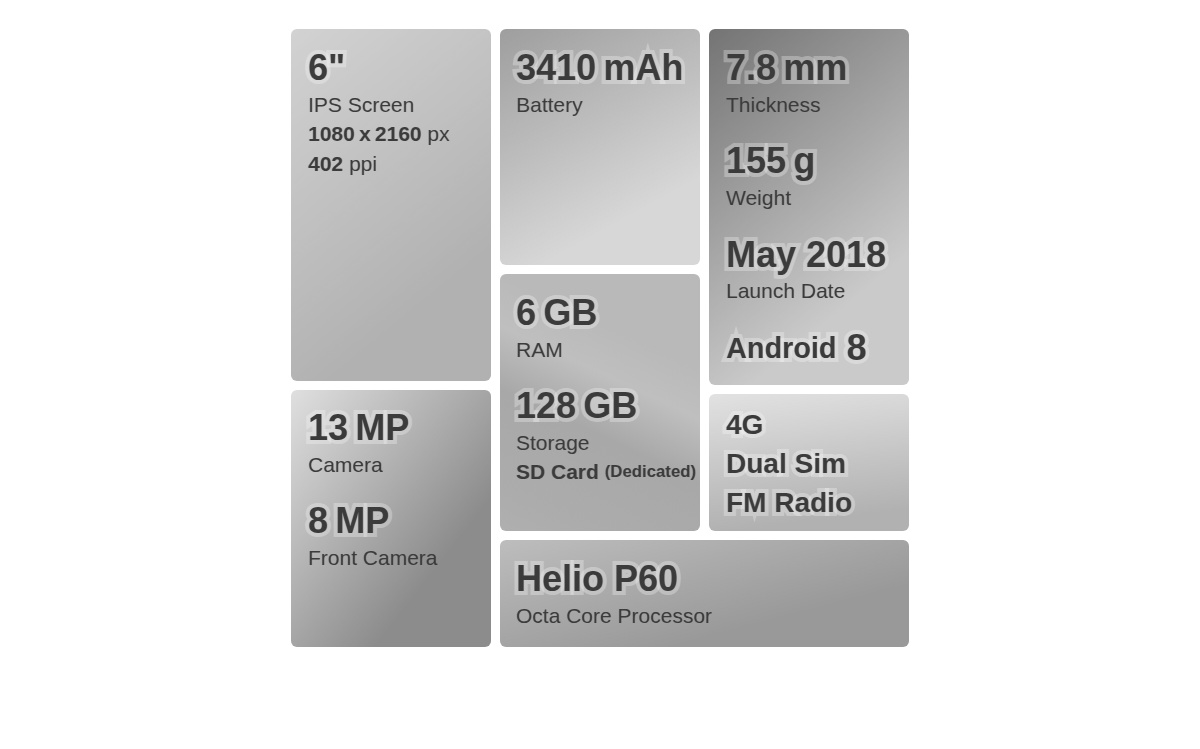 6"
IPS Screen
1080 x 2160 px
402 ppi
13 MP
Camera
8 MP
Front Camera
3410 mAh
Battery
6 GB
RAM
128 GB
Storage
SD Card (Dedicated)
7.8 mm
Thickness
155 g
Weight
May 2018
Launch Date
Android 8
4G
Dual Sim
FM Radio
Helio P60
Octa Core Processor